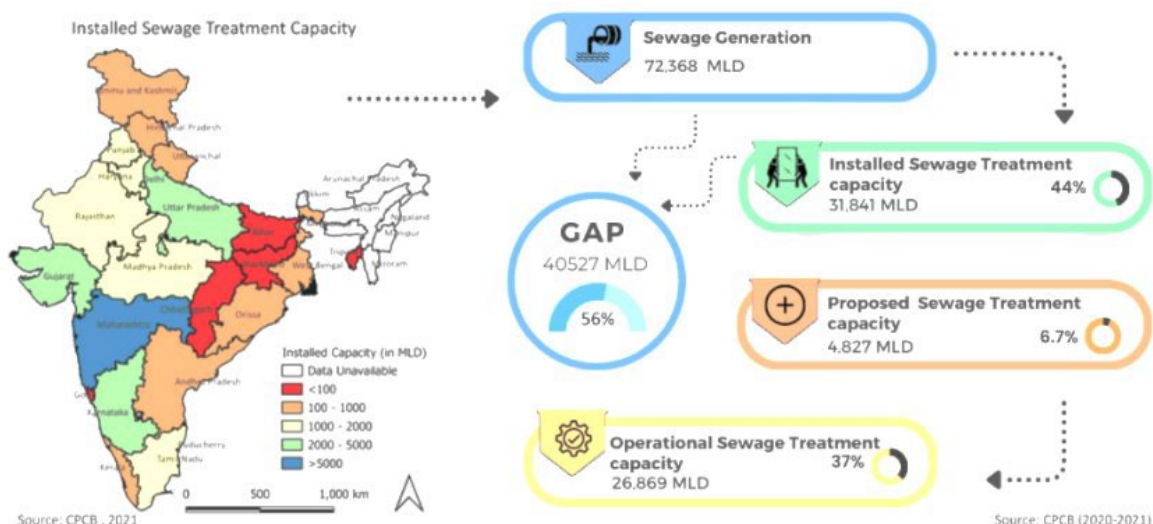 Installed Sewage Treatment Capacity
Jammu and Kashmir
Himachal Pradesh
Uttaranchal
Punjab
Haryana
Delhi
Arunachal Pradesh
Sikkim
Assam
Nagaland
Manipur
Mizoram
Rajasthan
Uttar Pradesh
Bihar
Gujarat
Madhya Pradesh
West Bengal
Chhattisgarh
Orissa
Maharashtra
Andhra Pradesh
Goa
Karnataka
Puducherry
Tamil Nadu
Kerala
Installed Capacity (in MLD)
Data Unavailable
<100
100 - 1000
1000 - 2000
2000 - 5000
>5000
0 500 1,000 km
Source: CPCB , 2021
Sewage Generation
72,368 MLD
Installed Sewage Treatment
capacity
44%
31,841 MLD
GAP
40527 MLD
56%
Proposed Sewage Treatment
capacity
6.7%
4,827 MLD
Operational Sewage Treatment
capacity
37%
26,869 MLD
Source: CPCB (2020-2021)